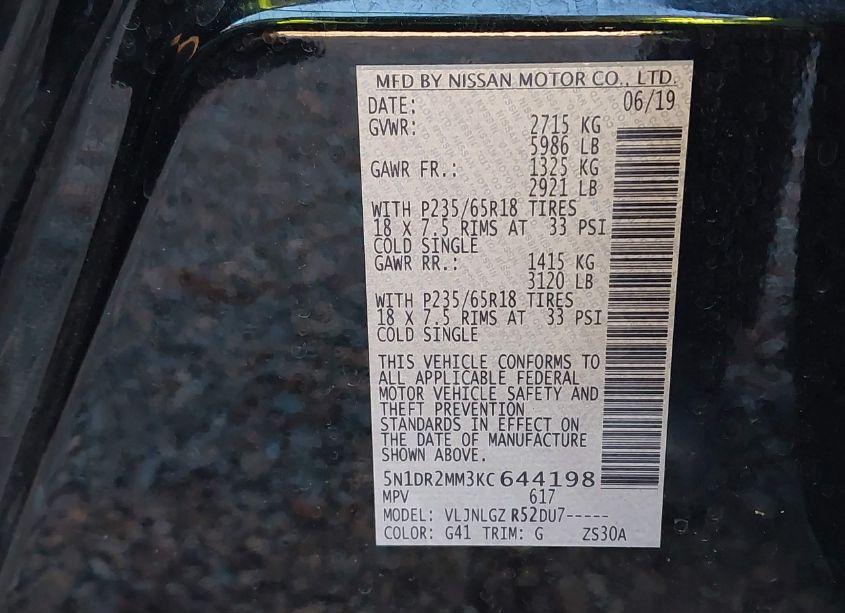 MFD BY NISSAN MOTOR CO., LTD.
DATE: 06/19
GVWR: 2715 KG
5986 LB
GAWR FR.: 1325 KG
2921 LB
WITH P235/65R18 TIRES
18 X 7.5 RIMS AT 33 PSI
COLD SINGLE
GAWR RR.: 1415 KG
3120 LB
WITH P235/65R18 TIRES
18 X 7.5 RIMS AT 33 PSI
COLD SINGLE
THIS VEHICLE CONFORMS TO
ALL APPLICABLE FEDERAL
MOTOR VEHICLE SAFETY AND
THEFT PREVENTION
STANDARDS IN EFFECT ON
THE DATE OF MANUFACTURE
SHOWN ABOVE.
5N1DR2MM3KC644198
MPV 617
MODEL: VLJNLGZ R52DU7-----
COLOR: G41 TRIM: G ZS30A